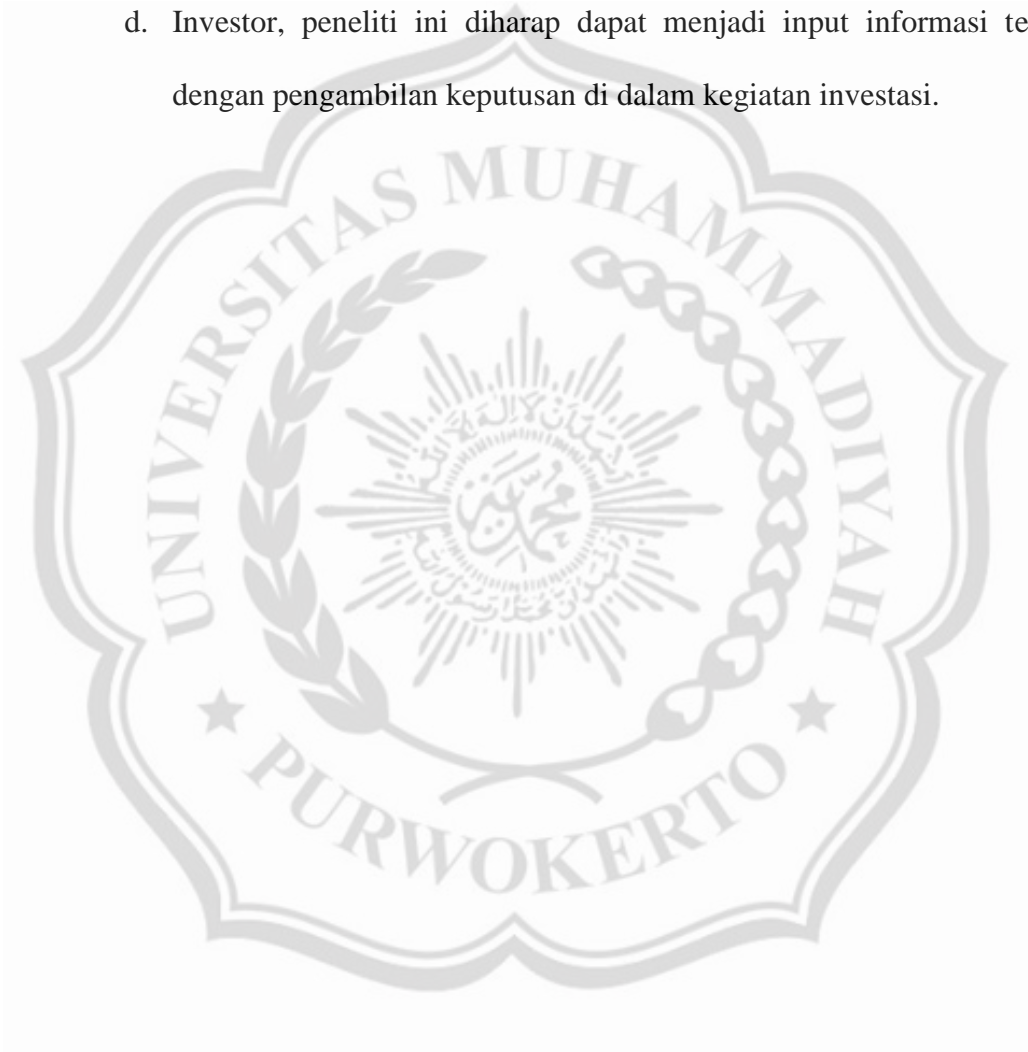 d. Investor, peneliti ini diharap dapat menjadi input informasi te
dengan pengambilan keputusan di dalam kegiatan investasi.
UNIVERSITAS MUHAMMADIYAH
PURWOKERTO
محمد